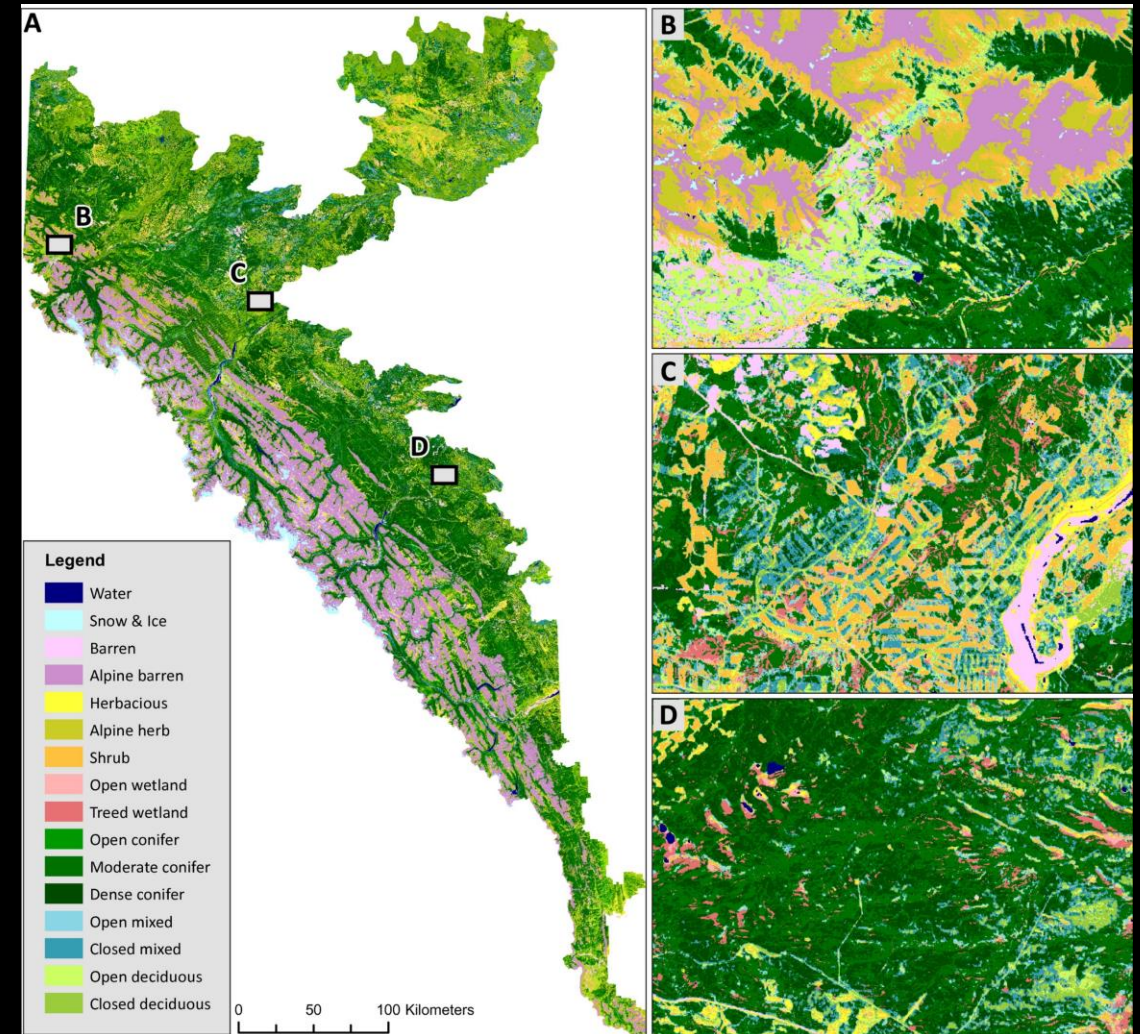 A
B
C
D
Legend
Water
Snow & Ice
Barren
Alpine barren
Herbacious
Alpine herb
Shrub
Open wetland
Treed wetland
Open conifer
Moderate conifer
Dense conifer
Open mixed
Closed mixed
Open deciduous
Closed deciduous
0 50 100 Kilometers
B
C
D